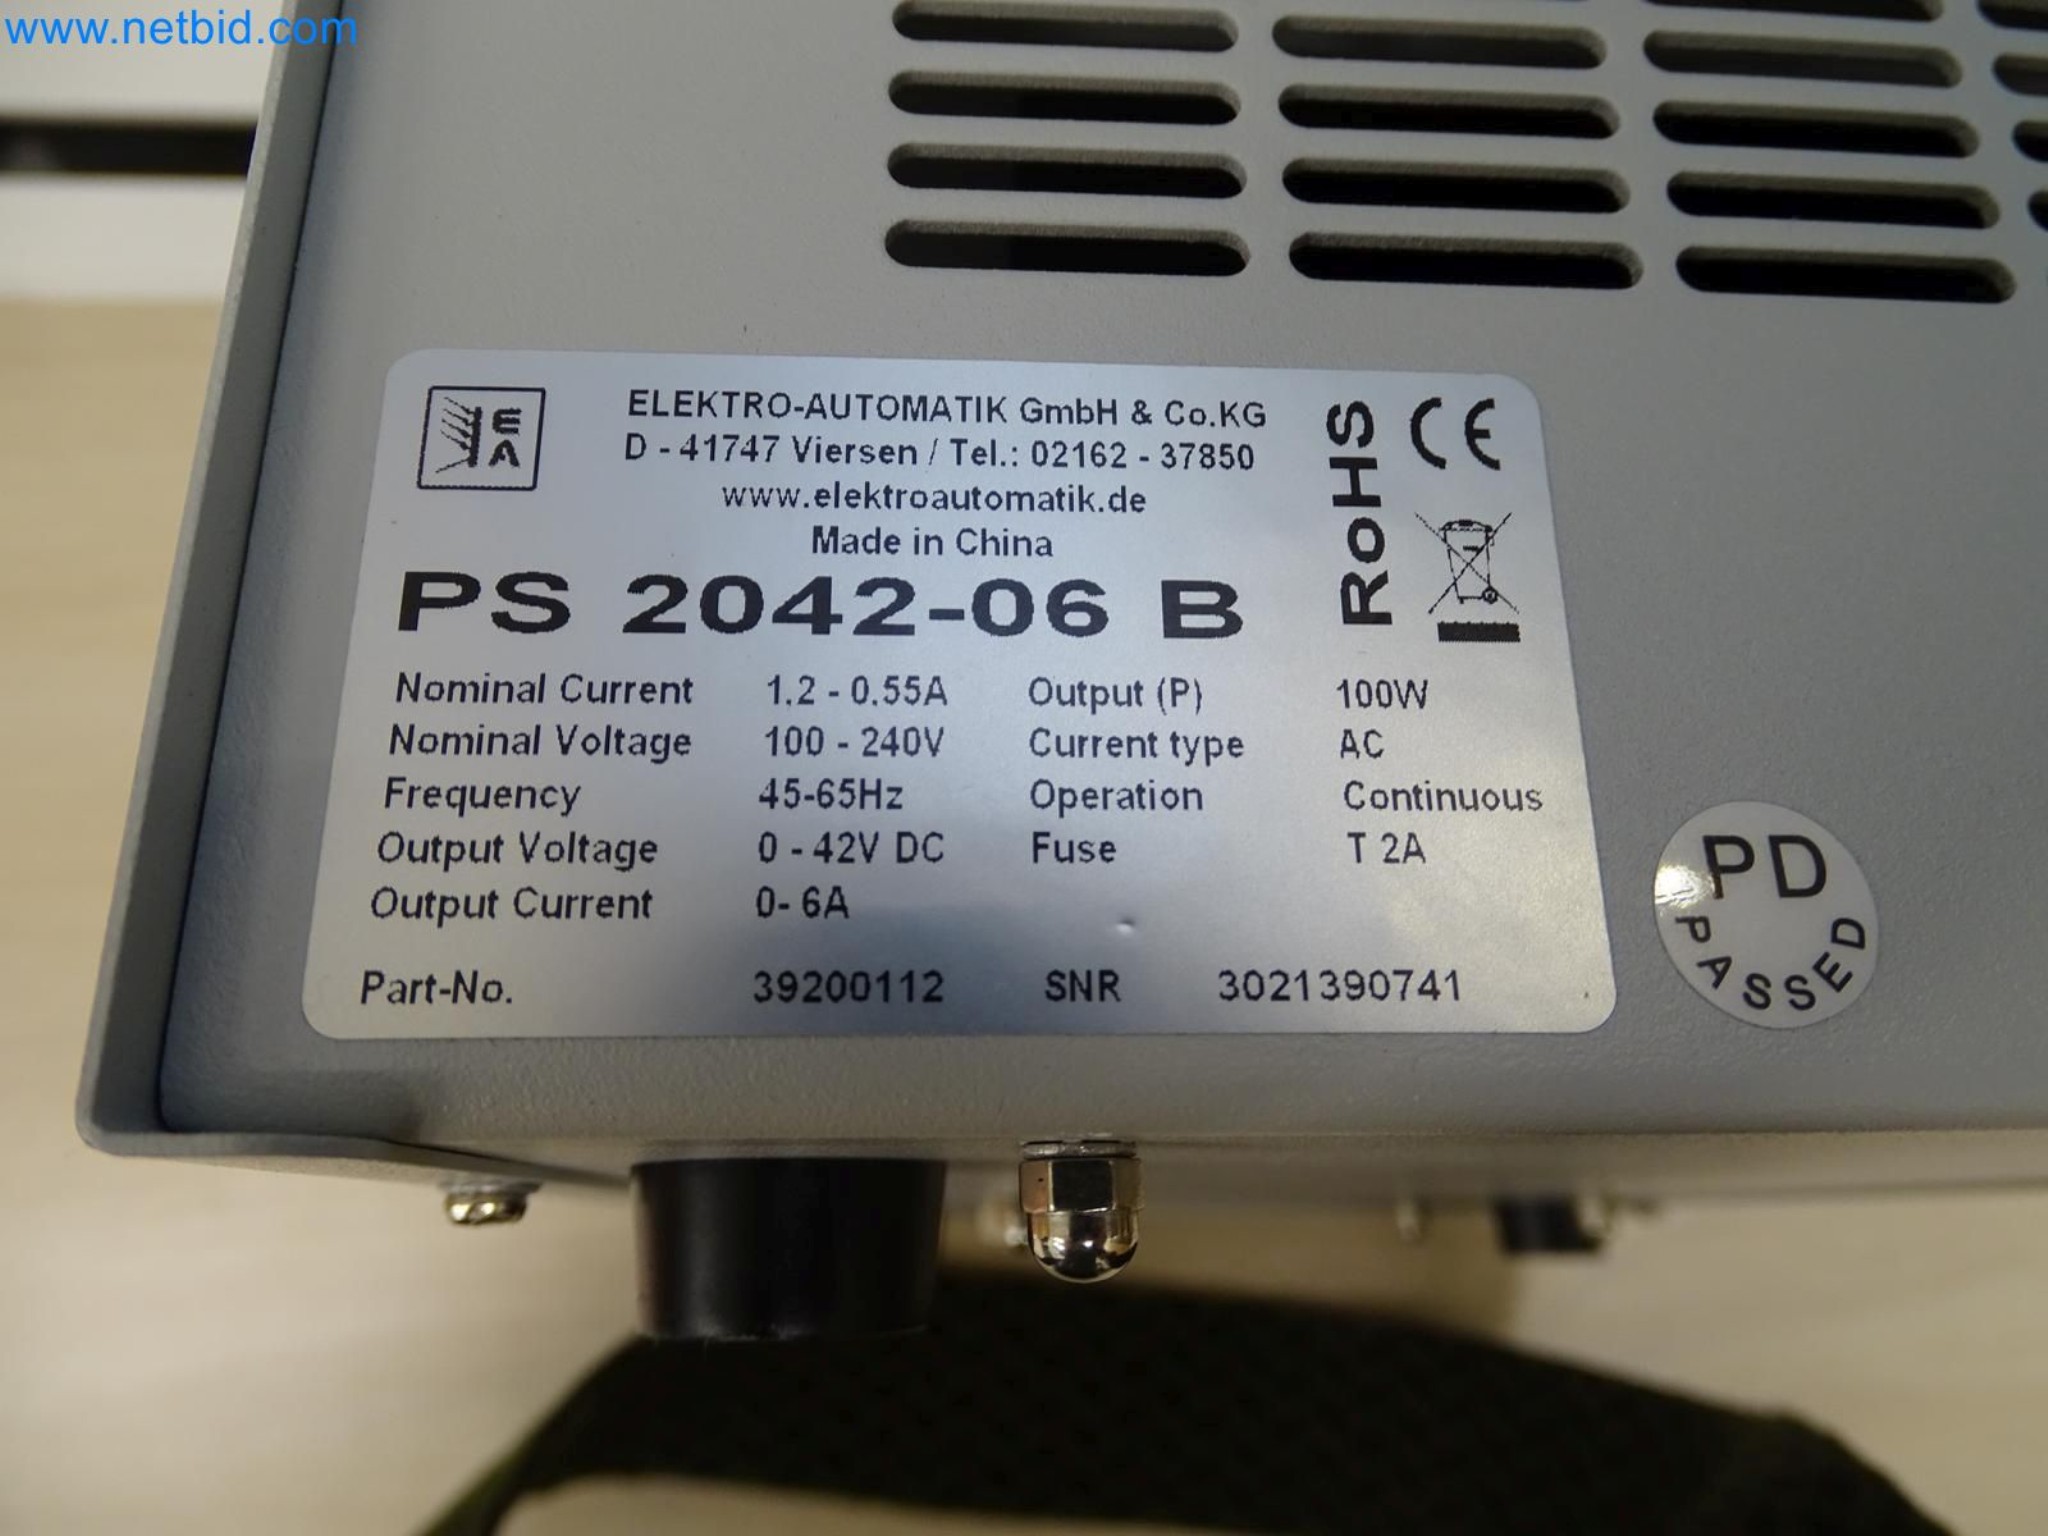 www.netbid.com
EA
ELEKTRO-AUTOMATIK GmbH & Co.KG
D - 41747 Viersen / Tel.: 02162 - 37850
www.elektroautomatik.de
Made in China
RoHS
CE
PS 2042-06 B
Nominal Current 1.2 - 0.55A Output (P) 100W
Nominal Voltage 100 - 240V Current type AC
Frequency 45-65Hz Operation Continuous
Output Voltage 0 - 42V DC Fuse T 2A
Output Current 0- 6A
Part-No. 39200112 SNR 3021390741
PD
PASSED